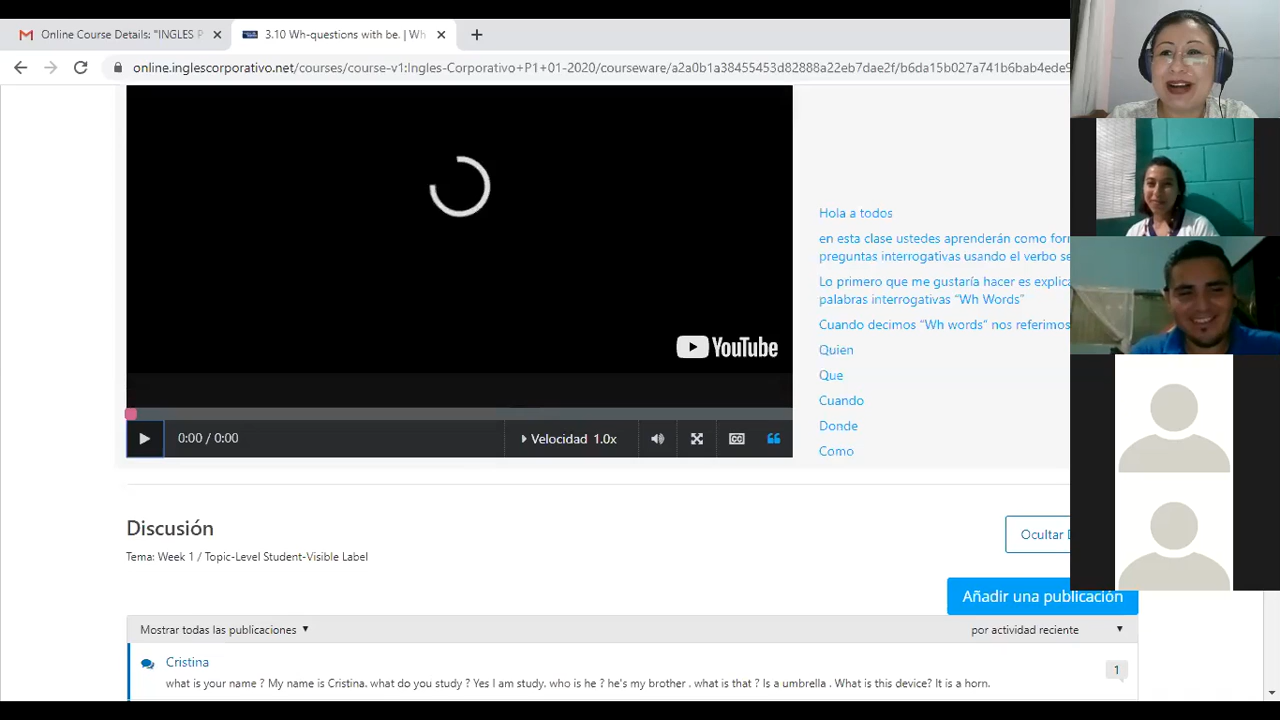 Online Course Details: "INGLES P
3.10 Wh-questions with be. | Wh
online.inglescorporativo.net/courses/course-v1:Ingles-Corporativo+P1+01-2020/courseware/a2a0b1a38455453d82888a22eb7dae2f/b6da15b027a741b6bab4ede9
YouTube
0:00 / 0:00
Velocidad 1.0x
CC
Hola a todos
en esta clase ustedes aprenderán como for
preguntas interrogativas usando el verbo se
Lo primero que me gustaría hacer es explica
palabras interrogativas “Wh Words”
Cuando decimos “Wh words” nos referimos
Quien
Que
Cuando
Donde
Como
Discusión
Tema: Week 1 / Topic-Level Student-Visible Label
Ocultar
Añadir una publicación
Mostrar todas las publicaciones
por actividad reciente
Cristina
1
what is your name ? My name is Cristina. what do you study ? Yes I am study. who is he ? he's my brother . what is that ? Is a umbrella . What is this device? It is a horn.